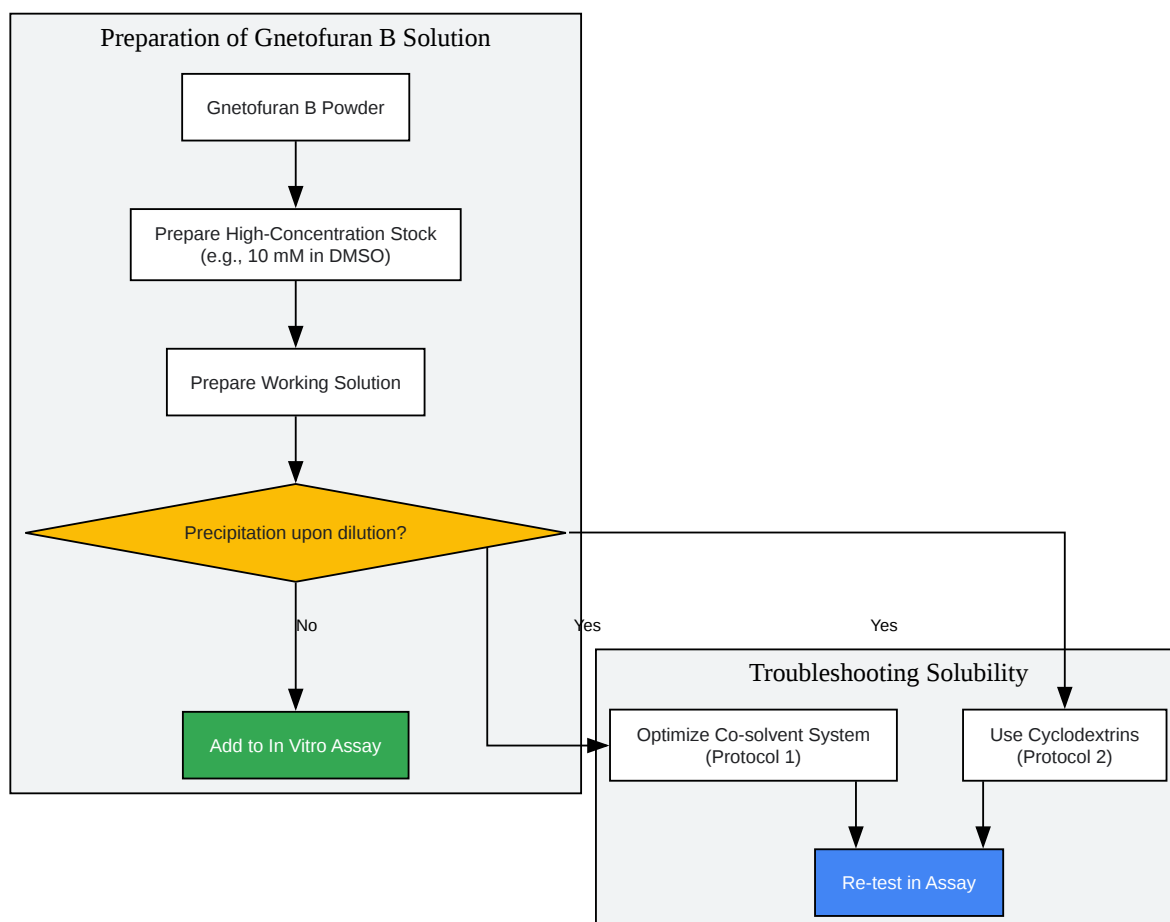 Preparation of Gnetofuran B Solution
Gnetofuran B Powder
Prepare High-Concentration Stock
(e.g., 10 mM in DMSO)
Prepare Working Solution
Precipitation upon dilution?
No
Yes
Yes
Troubleshooting Solubility
Add to In Vitro Assay
Optimize Co-solvent System
(Protocol 1)
Use Cyclodextrins
(Protocol 2)
Re-test in Assay